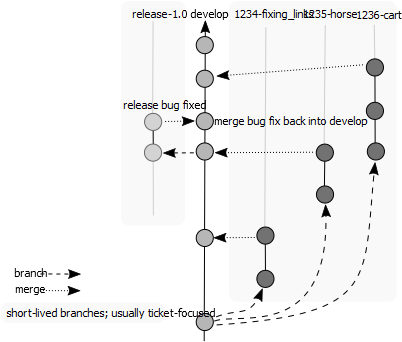 release-1.0 develop 1234-fixing_links 1235-horse 1236-cart
release bug fixed
merge bug fix back into develop
branch
merge
short-lived branches; usually ticket-focused